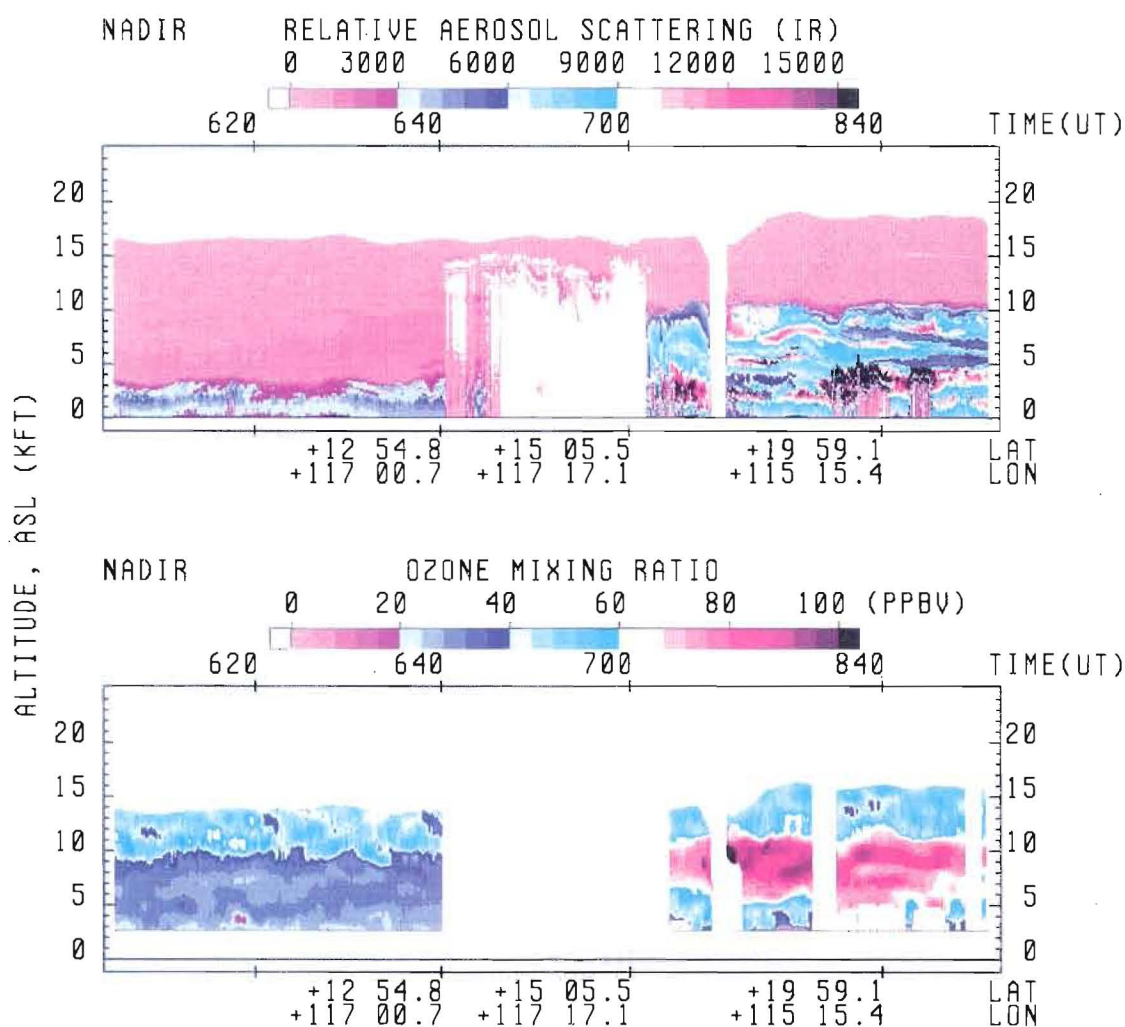 NADIR RELATIVE AEROSOL SCATTERING (IR)
0 3000 6000 9000 12000 15000
620 640 700 840 TIME(UT)
20 20
15 15
10 10
5 5
0 0
+12 54.8 +15 05.5 +19 59.1 LAT
+117 00.7 +117 17.1 +115 15.4 LON
ALTITUDE, ASL (KFT)
NADIR OZONE MIXING RATIO
0 20 40 60 80 100 (PPBV)
620 640 700 840 TIME(UT)
20 20
15 15
10 10
5 5
0 0
+12 54.8 +15 05.5 +19 59.1 LAT
+117 00.7 +117 17.1 +115 15.4 LON